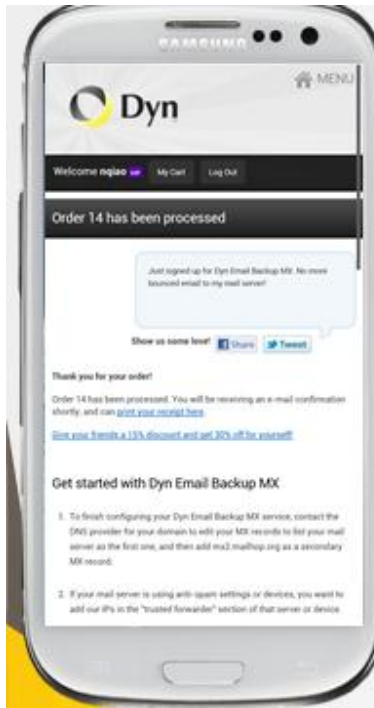 SAMSUNG
MENU
Dyn
Welcome nqiao VIP My Cart Log Out
Order 14 has been processed
Just signed up for Dyn Email Backup MX. No more
bounced email to my mail server!
Show us some love! Share Tweet
Thank you for your order!
Order 14 has been processed. You will be receiving an e-mail confirmation
shortly, and can print your receipt here.
Give your friends a 15% discount and get 30% off for yourself!
Get started with Dyn Email Backup MX
1. To finish configuring your Dyn Email Backup MX service, contact the
DNS provider for your domain to edit your MX records to list your mail
server as the first one, and then add mx2.mailhop.org as a secondary
MX record.
2. If your mail server is using anti-spam settings or devices, you want to
add our IPs in the "trusted forwarder" section of that server or device